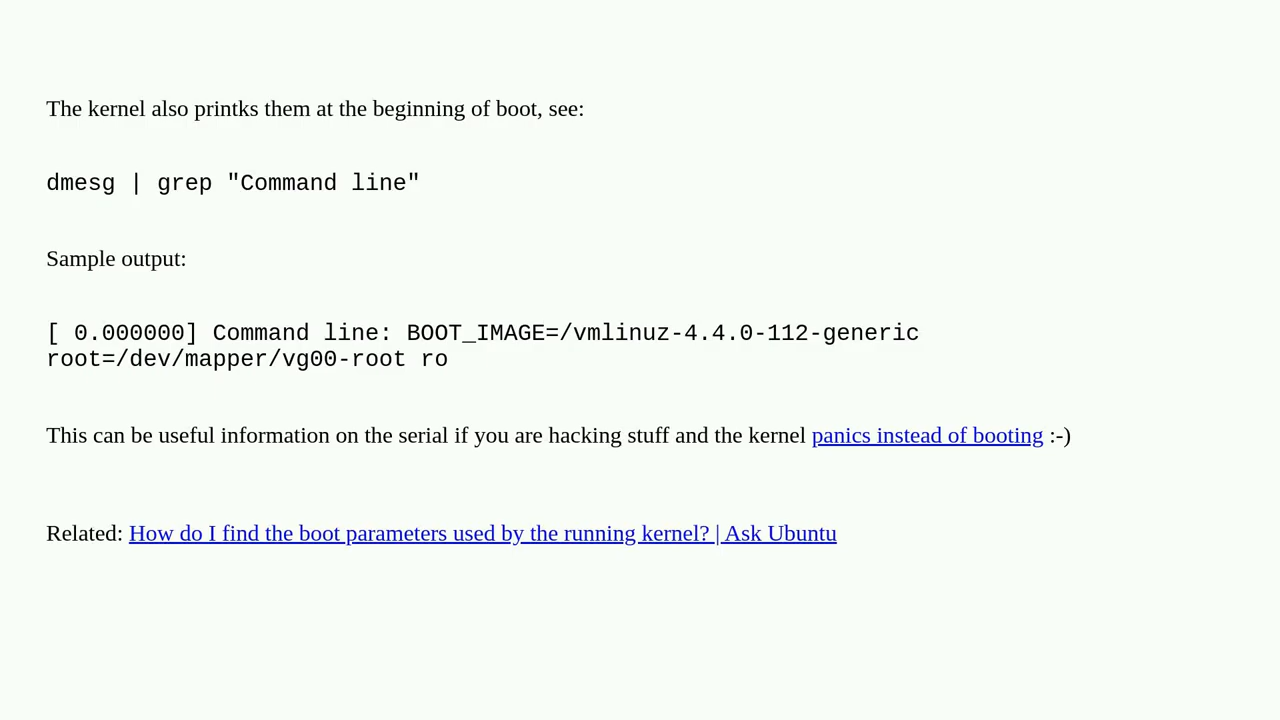 The kernel also printks them at the beginning of boot, see:
dmesg | grep "Command line"
Sample output:
[ 0.000000] Command line: BOOT_IMAGE=/vmlinuz-4.4.0-112-generic
root=/dev/mapper/vg00-root ro
This can be useful information on the serial if you are hacking stuff and the kernel panics instead of booting :-)
Related: How do I find the boot parameters used by the running kernel? | Ask Ubuntu